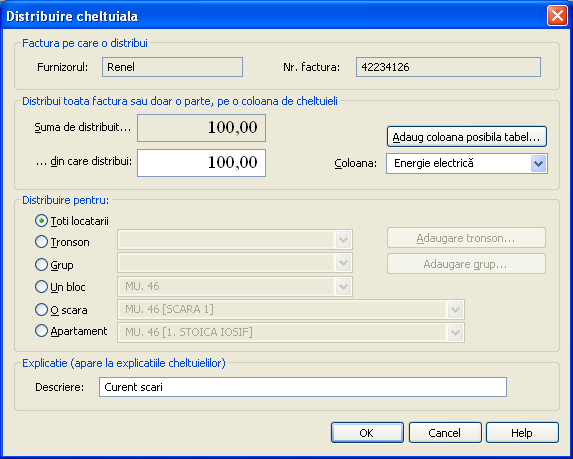 Distribuire cheltuiala
Factura pe care o distribui
Furnizorul: Renel Nr. factura: 42234126
Distribui toata factura sau doar o parte, pe o coloana de cheltuieli
Suma de distribuit... 100,00
Adaug coloana posibila tabel...
... din care distribui: 100,00 Coloana: Energie electrică
Distribuire pentru:
Toti locatarii
Tronson Adaugare tronson...
Grup Adaugare grup...
Un bloc MU. 46
O scara MU. 46 [SCARA 1]
Apartament MU. 46 [1. STOICA IOSIF]
Explicatie (apare la explicatiile cheltuielilor)
Descriere: Curent scari
OK Cancel Help